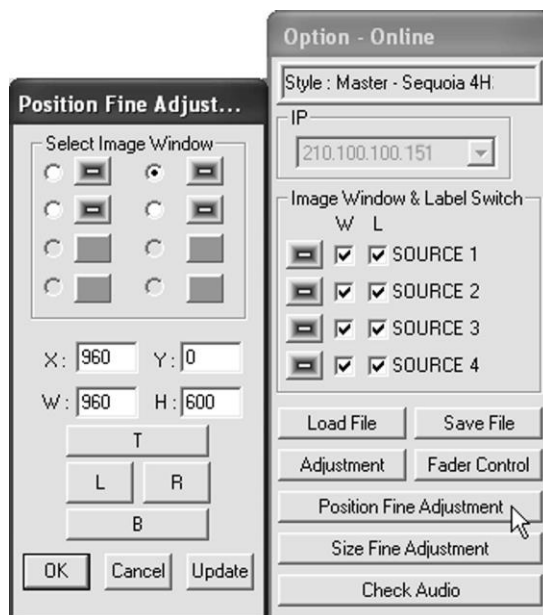 Position Fine Adjust...
Select Image Window
X: 960 Y: 0
W: 960 H: 600
T
L R
B
OK Cancel Update
Option - Online
Style : Master - Sequoia 4H
IP
210.100.100.151
Image Window & Label Switch
W L
SOURCE 1
SOURCE 2
SOURCE 3
SOURCE 4
Load File Save File
Adjustment Fader Control
Position Fine Adjustment
Size Fine Adjustment
Check Audio